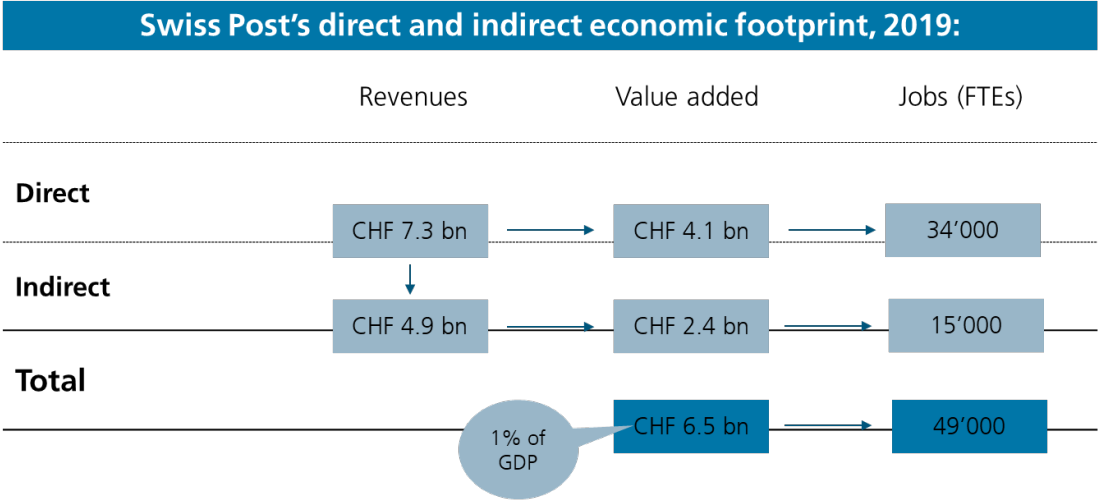 Swiss Post’s direct and indirect economic footprint, 2019:
Revenues Value added Jobs (FTEs)
Direct
CHF 7.3 bn CHF 4.1 bn 34’000
Indirect
CHF 4.9 bn CHF 2.4 bn 15’000
Total
CHF 6.5 bn 49’000
1% of
GDP